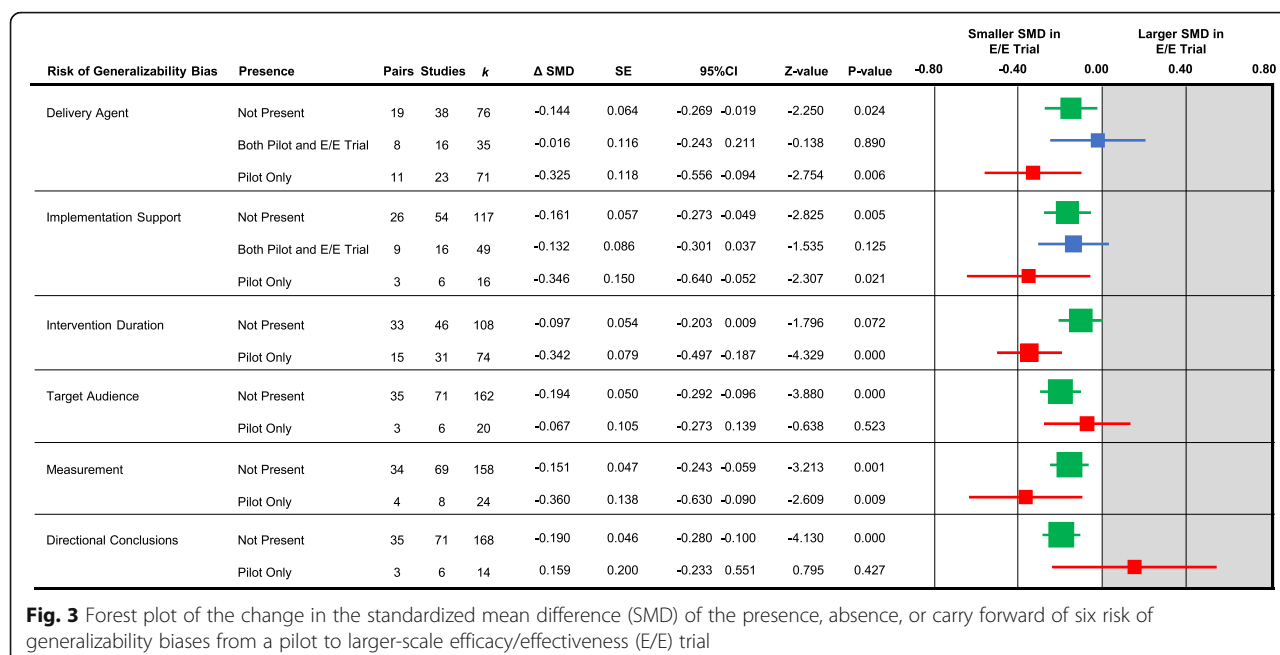 Smaller SMD in E/E Trial Larger SMD in E/E Trial
Risk of Generalizability Bias Presence Pairs Studies k Δ SMD SE 95%CI Z-value P-value -0.80 -0.40 0.00 0.40 0.80
Delivery Agent Not Present 19 38 76 -0.144 0.064 -0.269 -0.019 -2.250 0.024
Both Pilot and E/E Trial 8 16 35 -0.016 0.116 -0.243 0.211 -0.138 0.890
Pilot Only 11 23 71 -0.325 0.118 -0.556 -0.094 -2.754 0.006
Implementation Support Not Present 26 54 117 -0.161 0.057 -0.273 -0.049 -2.825 0.005
Both Pilot and E/E Trial 9 16 49 -0.132 0.086 -0.301 0.037 -1.535 0.125
Pilot Only 3 6 16 -0.346 0.150 -0.640 -0.052 -2.307 0.021
Intervention Duration Not Present 33 46 108 -0.097 0.054 -0.203 0.009 -1.796 0.072
Pilot Only 15 31 74 -0.342 0.079 -0.497 -0.187 -4.329 0.000
Target Audience Not Present 35 71 162 -0.194 0.050 -0.292 -0.096 -3.880 0.000
Pilot Only 3 6 20 -0.067 0.105 -0.273 0.139 -0.638 0.523
Measurement Not Present 34 69 158 -0.151 0.047 -0.243 -0.059 -3.213 0.001
Pilot Only 4 8 24 -0.360 0.138 -0.630 -0.090 -2.609 0.009
Directional Conclusions Not Present 35 71 168 -0.190 0.046 -0.280 -0.100 -4.130 0.000
Pilot Only 3 6 14 0.159 0.200 -0.233 0.551 0.795 0.427
Fig. 3 Forest plot of the change in the standardized mean difference (SMD) of the presence, absence, or carry forward of six risk of
generalizability biases from a pilot to larger-scale efficacy/effectiveness (E/E) trial